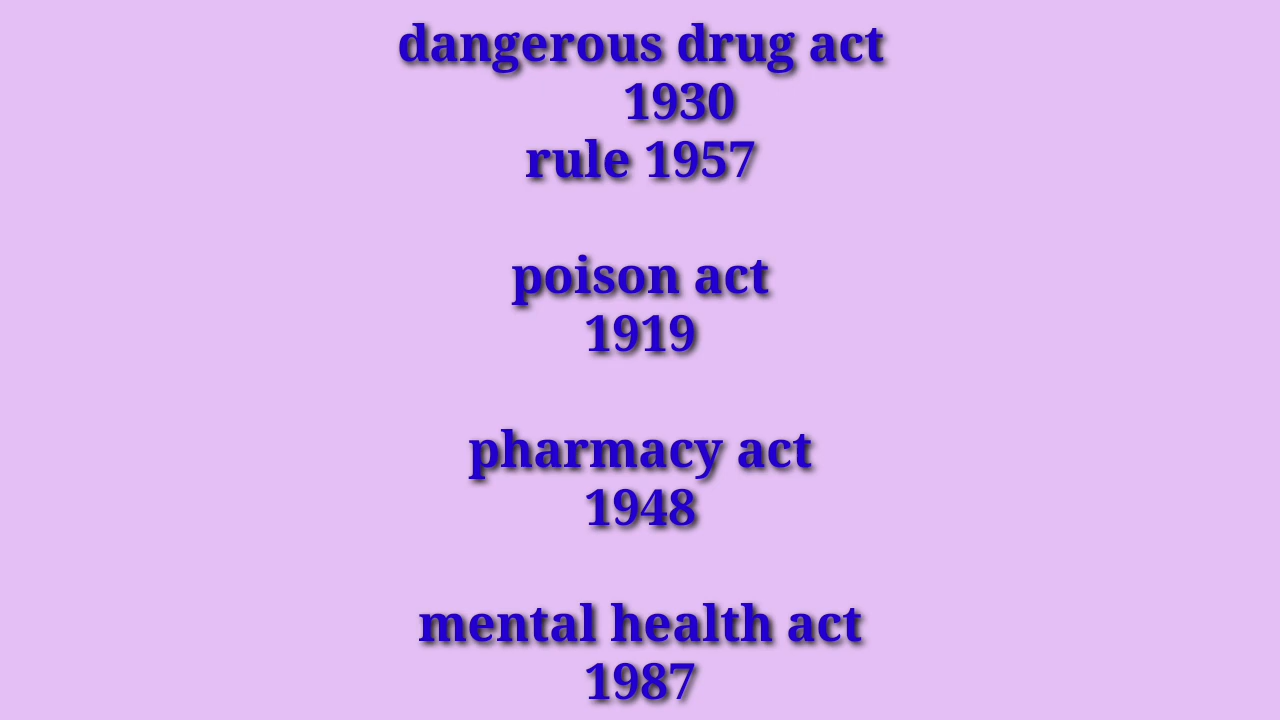 dangerous drug act
1930
rule 1957
poison act
1919
pharmacy act
1948
mental health act
1987